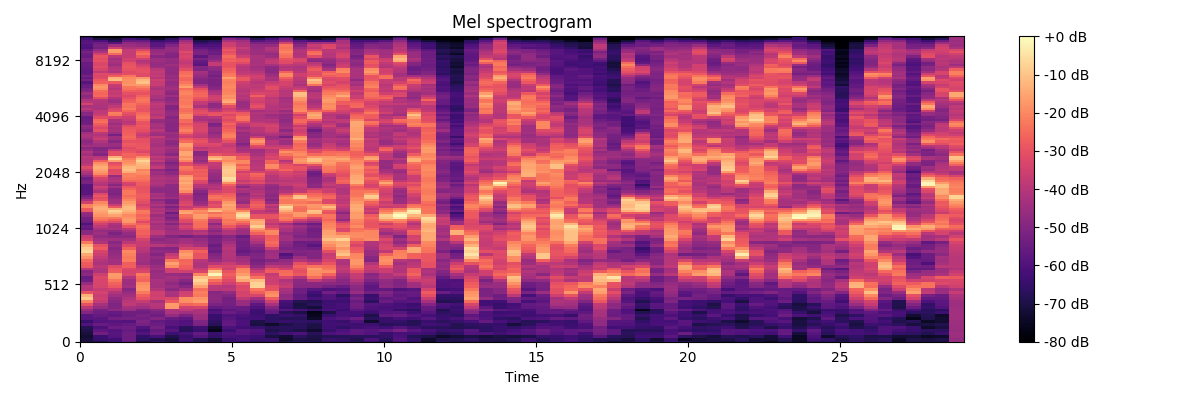 Mel spectrogram
8192
4096
2048
1024
512
0
Hz
0 5 10 15 20 25
Time
+0 dB
-10 dB
-20 dB
-30 dB
-40 dB
-50 dB
-60 dB
-70 dB
-80 dB